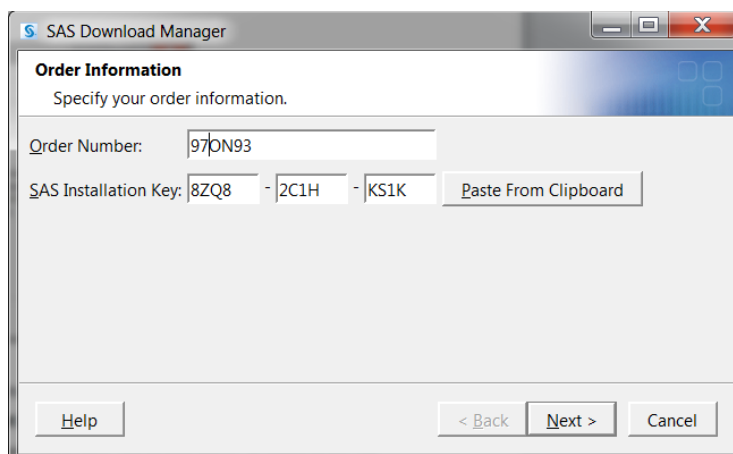 SAS Download Manager
Order Information
Specify your order information.
Order Number: 97ON93
SAS Installation Key: 8ZQ8 - 2C1H - KS1K Paste From Clipboard
Help < Back Next > Cancel